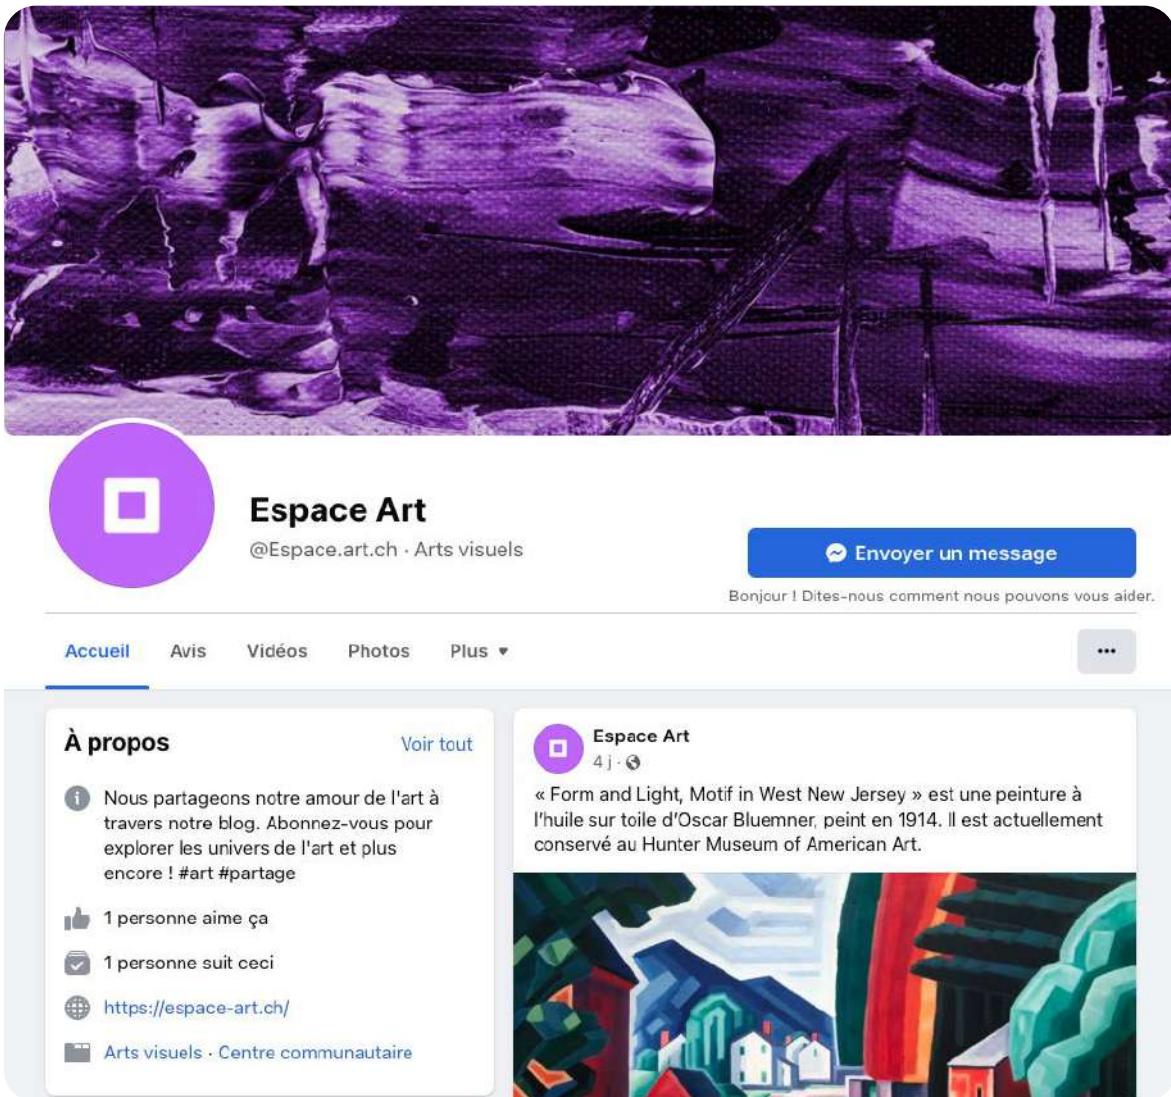 Espace Art
@Espace.art.ch · Arts visuels
Envoyer un message
Bonjour ! Dites-nous comment nous pouvons vous aider.
Accueil Avis Vidéos Photos Plus ▼ •••
À propos Voir tout
Nous partageons notre amour de l'art à
travers notre blog. Abonnez-vous pour
explorer les univers de l'art et plus
encore ! #art #partage
1 personne aime ça
1 personne suit ceci
https://espace-art.ch/
Arts visuels · Centre communautaire
Espace Art
4 j ·
« Form and Light, Motif in West New Jersey » est une peinture à
l'huile sur toile d'Oscar Bluemner, peint en 1914. Il est actuellement
conservé au Hunter Museum of American Art.